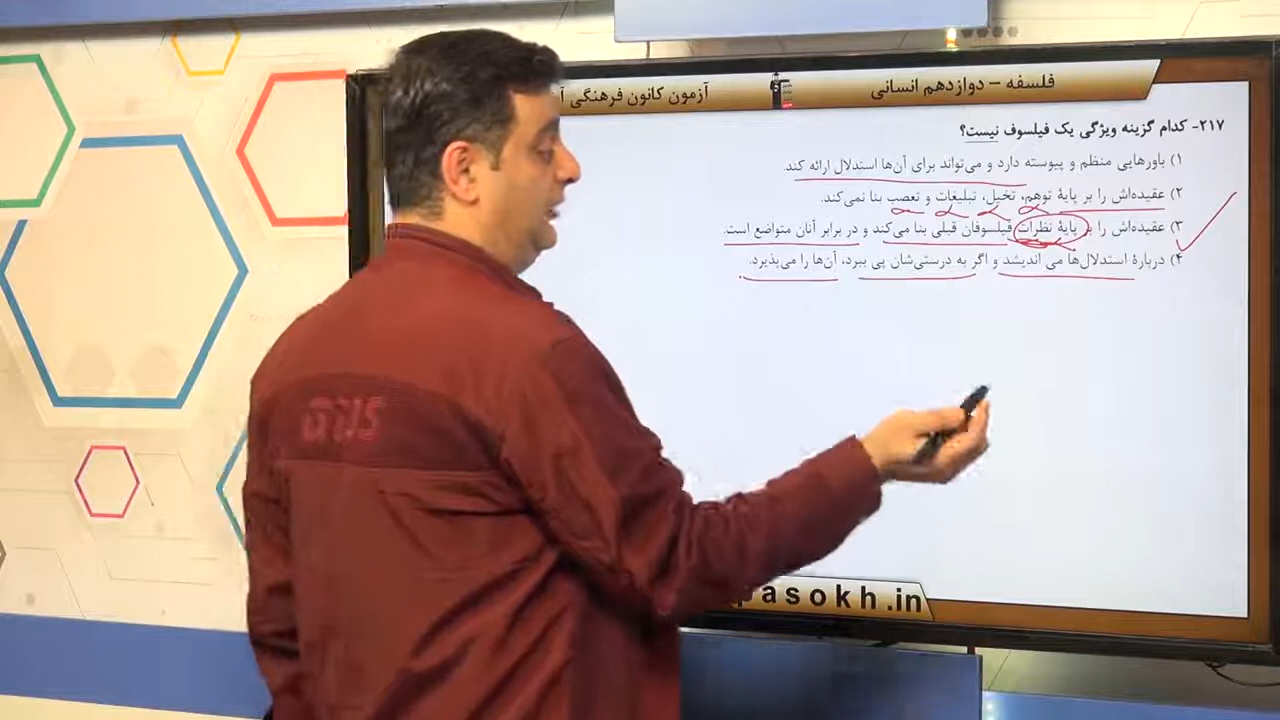 فلسفه – دوازدهم انسانی
آزمون کانون فرهنگی آ
۲۱۷- کدام گزینه ویژگی یک فیلسوف نیست؟
۱) باورهایی منظم و پیوسته دارد و می‌تواند برای آن‌ها استدلال ارائه کند.
۲) عقیده‌اش را بر پایهٔ توهم، تخیل، تبلیغات و تعصب بنا نمی‌کند.
۳) عقیده‌اش را بر پایهٔ نظرات فیلسوفان قبلی بنا می‌کند و در برابر آنان متواضع است.
۴) دربارهٔ استدلال‌ها می اندیشد و اگر به درستی‌شان پی ببرد، آن‌ها را می‌پذیرد.
pasokh.in